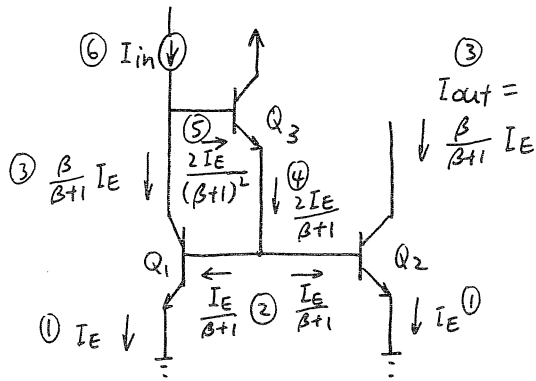 ⑥ Iin
③
Iout =
β/(β+1) IE
Q3
⑤
2IE/(β+1)²
③ β/(β+1) IE
④
2IE/(β+1)
Q1
Q2
IE/(β+1) ② IE/(β+1)
① IE
IE ①